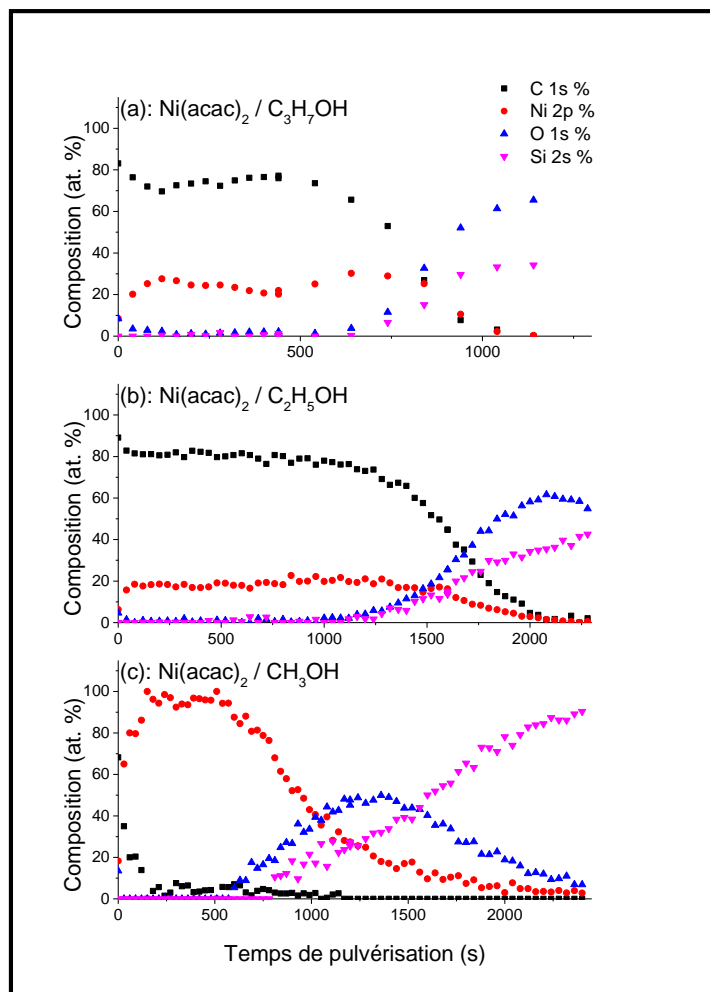 C 1s %
Ni 2p %
O 1s %
Si 2s %
(a): Ni(acac)₂ / C₃H₇OH
Composition (at. %)
100
80
60
40
20
0
0 500 1000
(b): Ni(acac)₂ / C₂H₅OH
Composition (at. %)
100
80
60
40
20
0
0 500 1000 1500 2000
(c): Ni(acac)₂ / CH₃OH
Composition (at. %)
100
80
60
40
20
0
0 500 1000 1500 2000
Temps de pulvérisation (s)